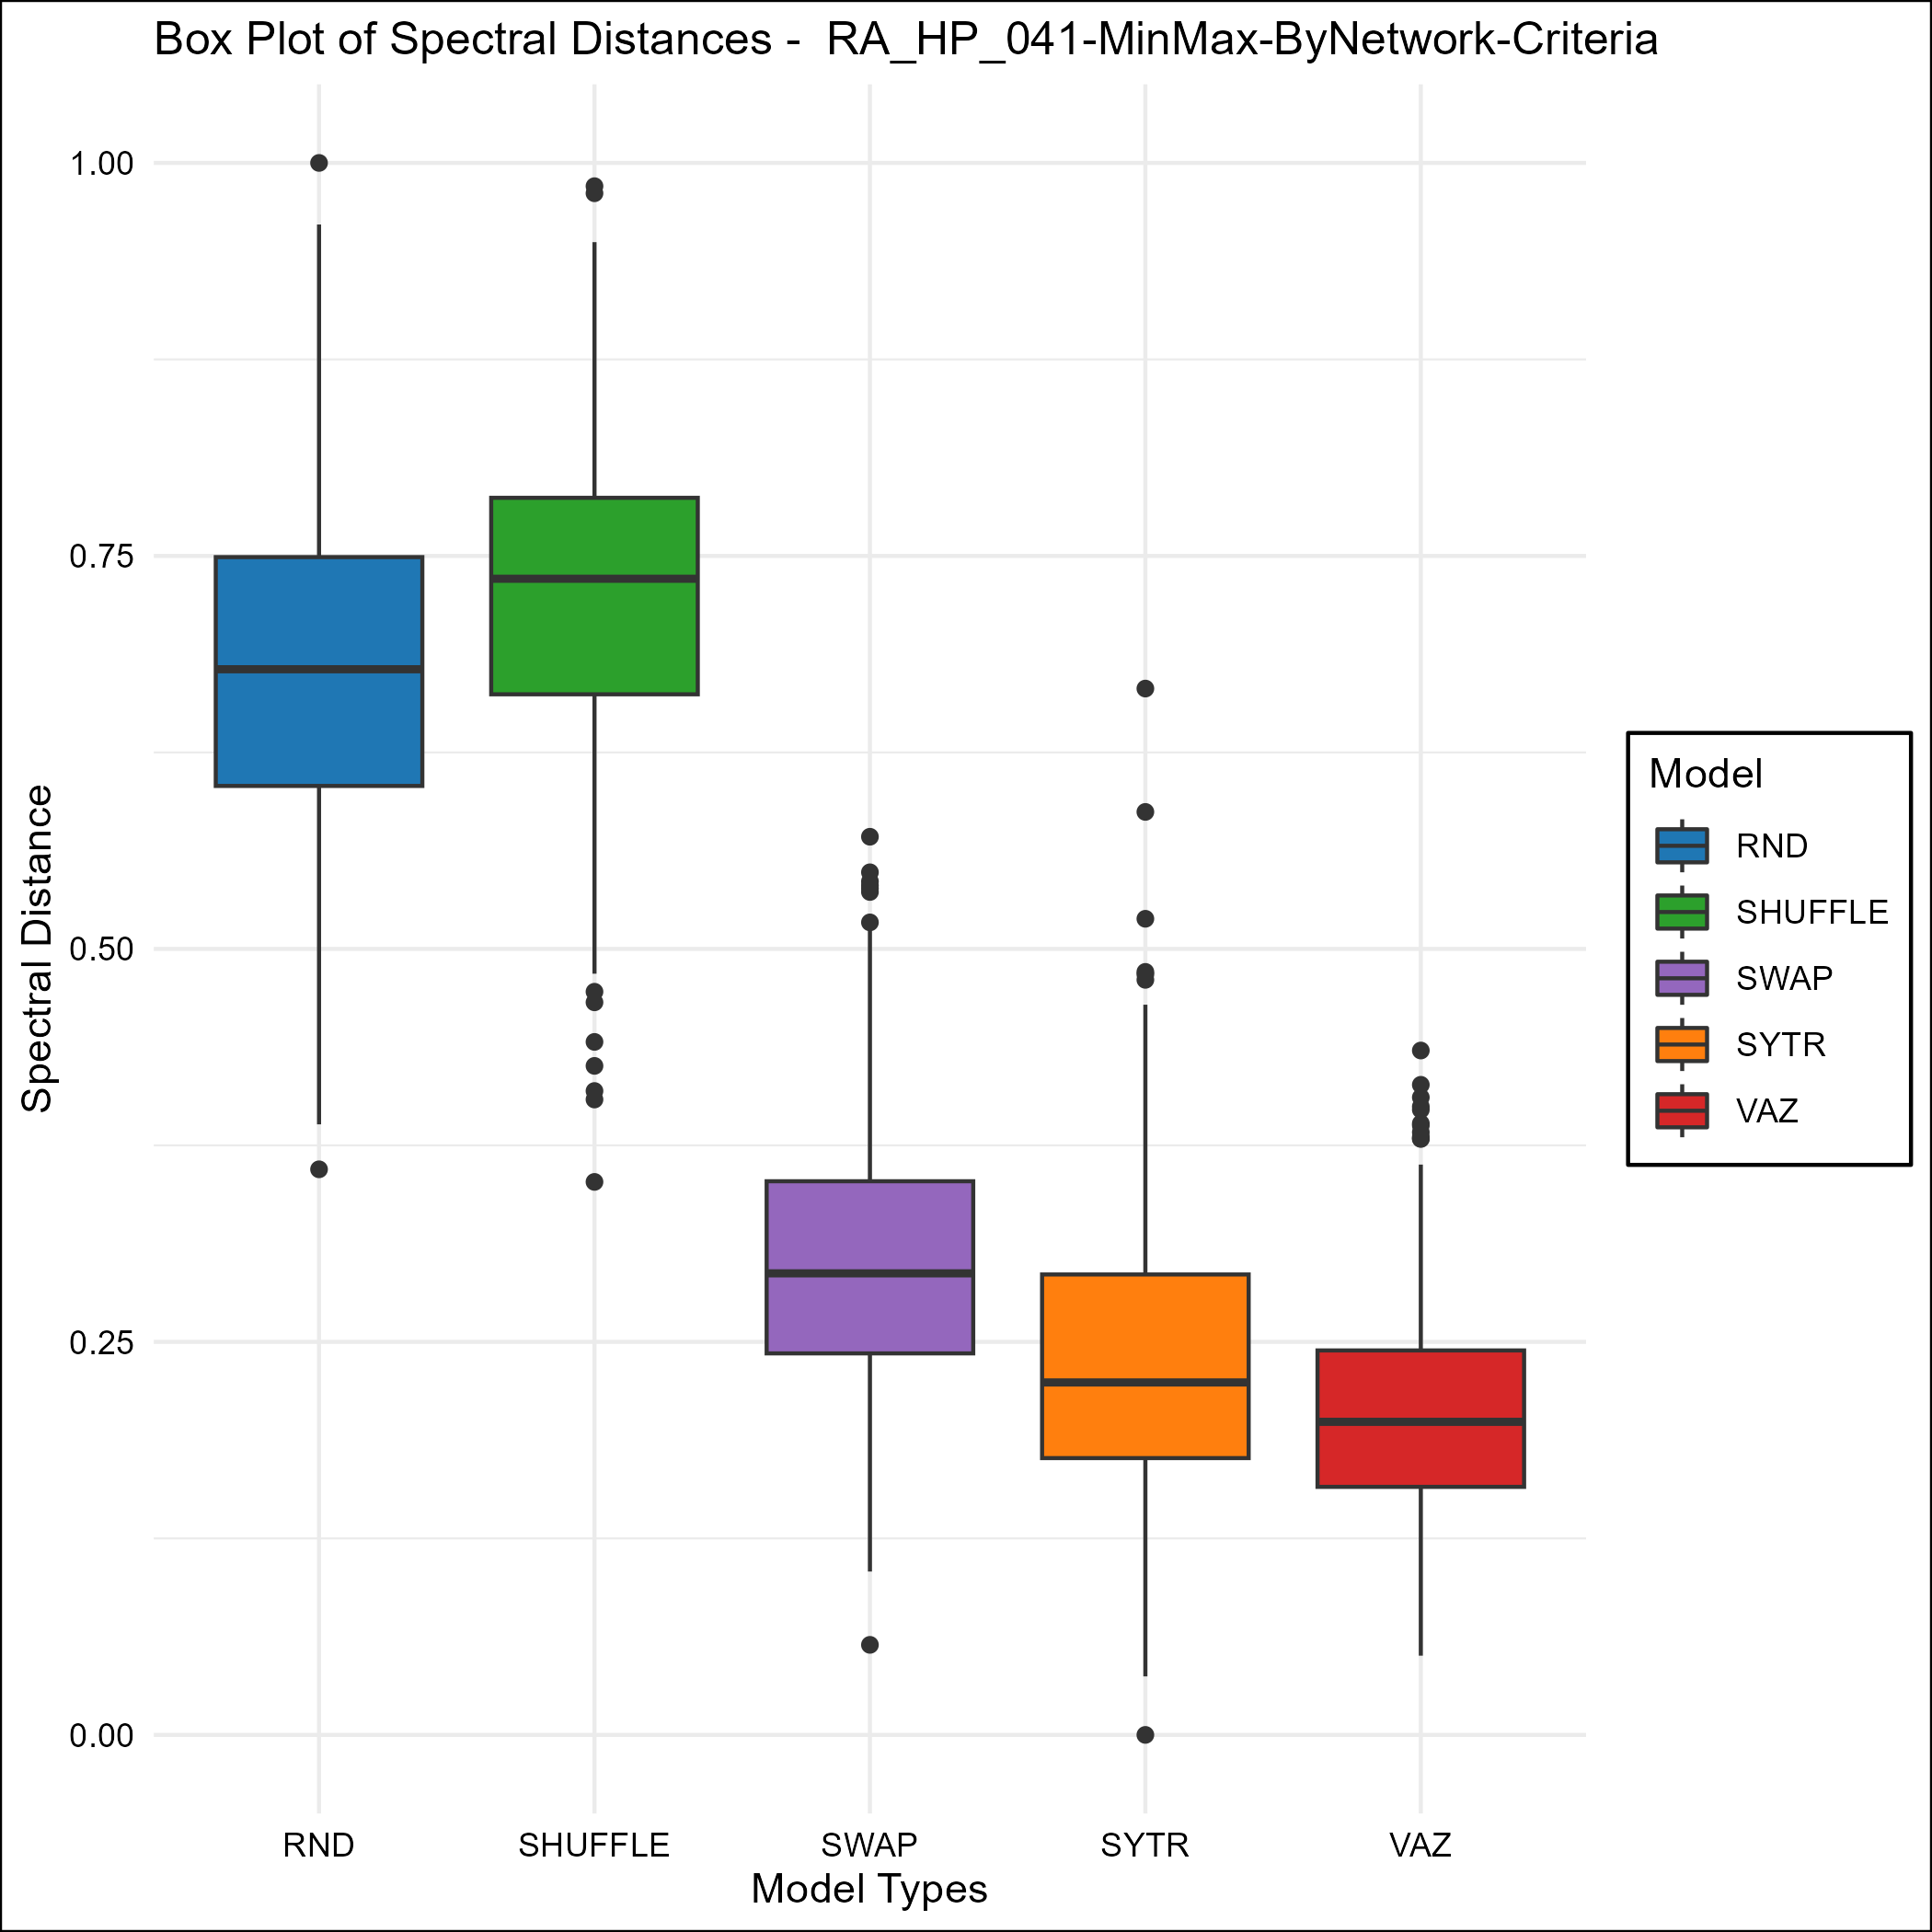 Box Plot of Spectral Distances -  RA_HP_041-MinMax-ByNetwork-Criteria
1.00
0.75
0.50
0.25
0.00
Spectral Distance
RND
SHUFFLE
SWAP
SYTR
VAZ
Model Types
Model
RND
SHUFFLE
SWAP
SYTR
VAZ